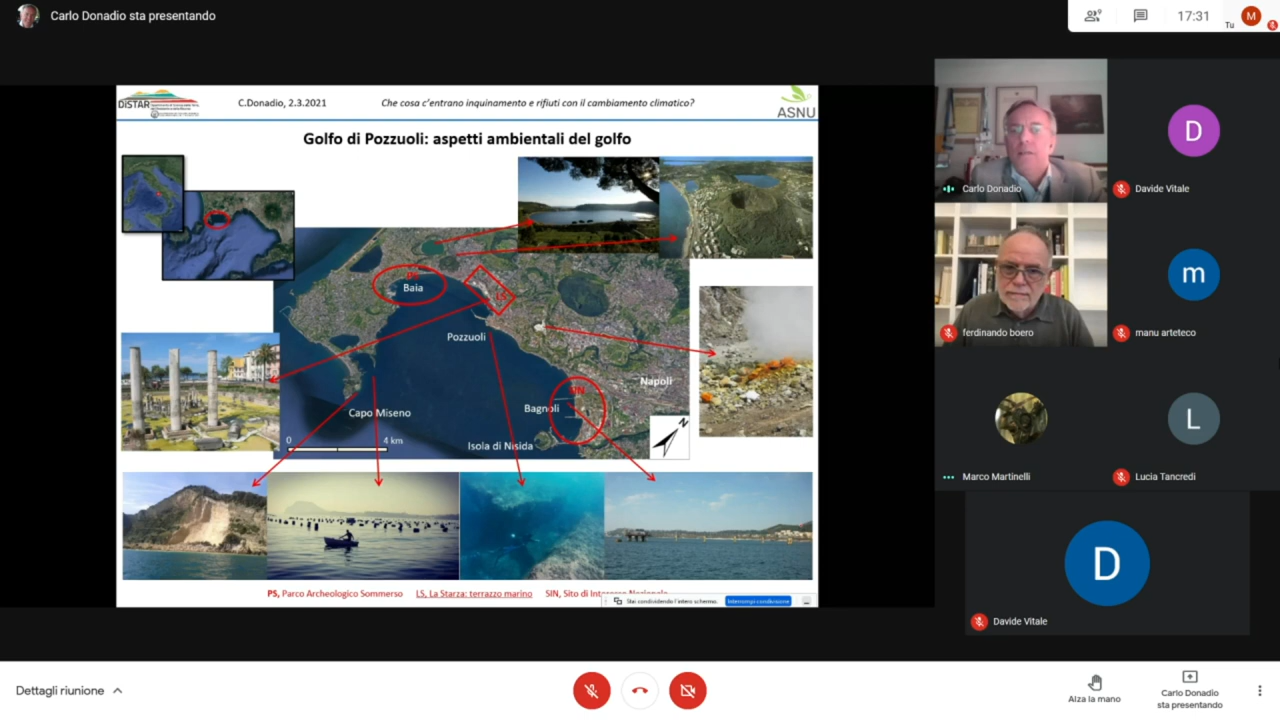 Carlo Donadio sta presentando
9
17:31
Tu
M
DiSTAR
C.Donadio, 2.3.2021
Che cosa c'entrano inquinamento e rifiuti con il cambiamento climatico?
ASNU
Golfo di Pozzuoli: aspetti ambientali del golfo
PS
Baia
LS
Pozzuoli
SIN
Napoli
Bagnoli
Capo Miseno
Isola di Nisida
0
4 km
N
PS, Parco Archeologico Sommerso LS, La Starza: terrazzo marino SIN, Sito di Interesse Nazionale
Stai condividendo l'intero schermo.
Interrompi condivisione
Carlo Donadio
D
Davide Vitale
ferdinando boero
m
manu arteteco
Marco Martinelli
L
Lucia Tancredi
D
Davide Vitale
Dettagli riunione
Alza la mano
Carlo Donadio
sta presentando